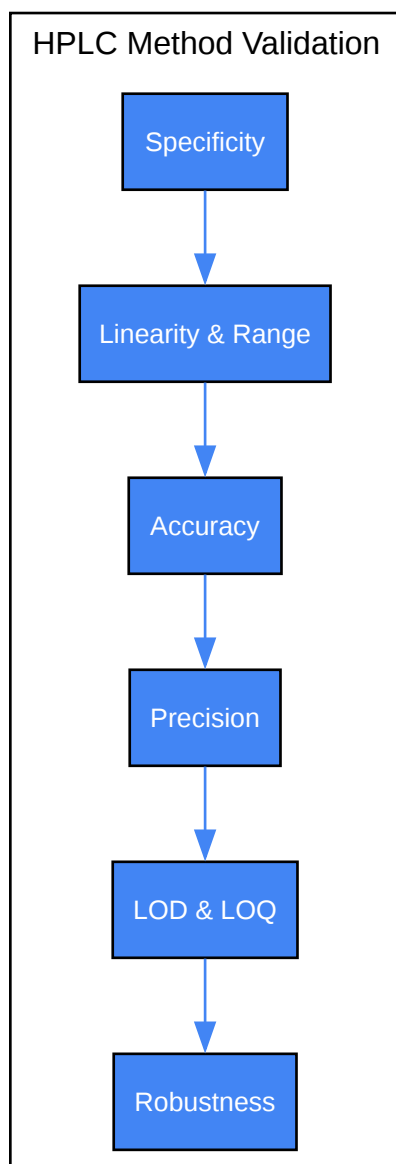 HPLC Method Validation
Specificity
Linearity & Range
Accuracy
Precision
LOD & LOQ
Robustness